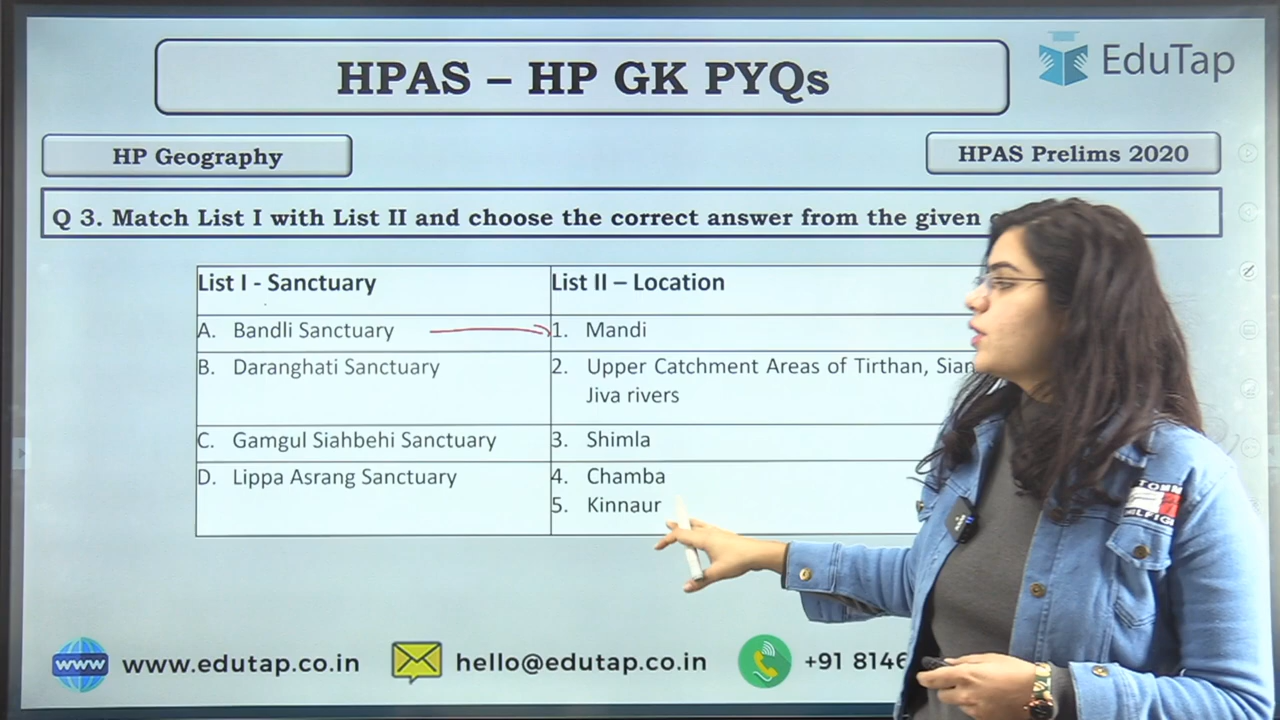 HPAS – HP GK PYQs
EduTap
HP Geography
HPAS Prelims 2020
Q 3. Match List I with List II and choose the correct answer from the given
List I - Sanctuary
List II – Location
A. Bandli Sanctuary
1. Mandi
B. Daranghati Sanctuary
2. Upper Catchment Areas of Tirthan,
Jiva rivers
C. Gamgul Siahbehi Sanctuary
3. Shimla
D. Lippa Asrang Sanctuary
4. Chamba
5. Kinnaur
www
www.edutap.co.in
hello@edutap.co.in
+91 8146